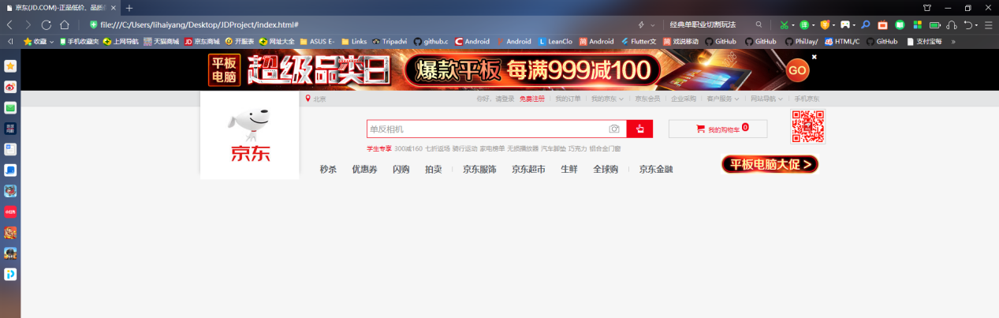 京东(JD.COM)-正品低价、品质
file:///C:/Users/lihaiyang/Desktop/JDProject/index.html#
经典单职业切割玩法
收藏 手机收藏夹 上网导航 天猫商城 京东商城 开服表 网址大全 ASUS E- Links Tripadvi github.c Android Android LeanClo Android Flutter文 戏说移动 GitHub GitHub PhilJay/ HTML/C GitHub 支付宝每 »
平板电脑 超级品类日 爆款平板 每满999减100 GO
北京 你好，请登录 免费注册 我的订单 我的京东 京东会员 企业采购 客户服务 网站导航 手机京东
京东
单反相机
我的购物车 0
学生专享 300减160 七折返场 骑行运动 家电榜单 无损播放器 汽车脚垫 巧克力 铝合金门窗
秒杀 优惠券 闪购 拍卖 京东服饰 京东超市 生鲜 全球购 京东金融
平板电脑大促 >